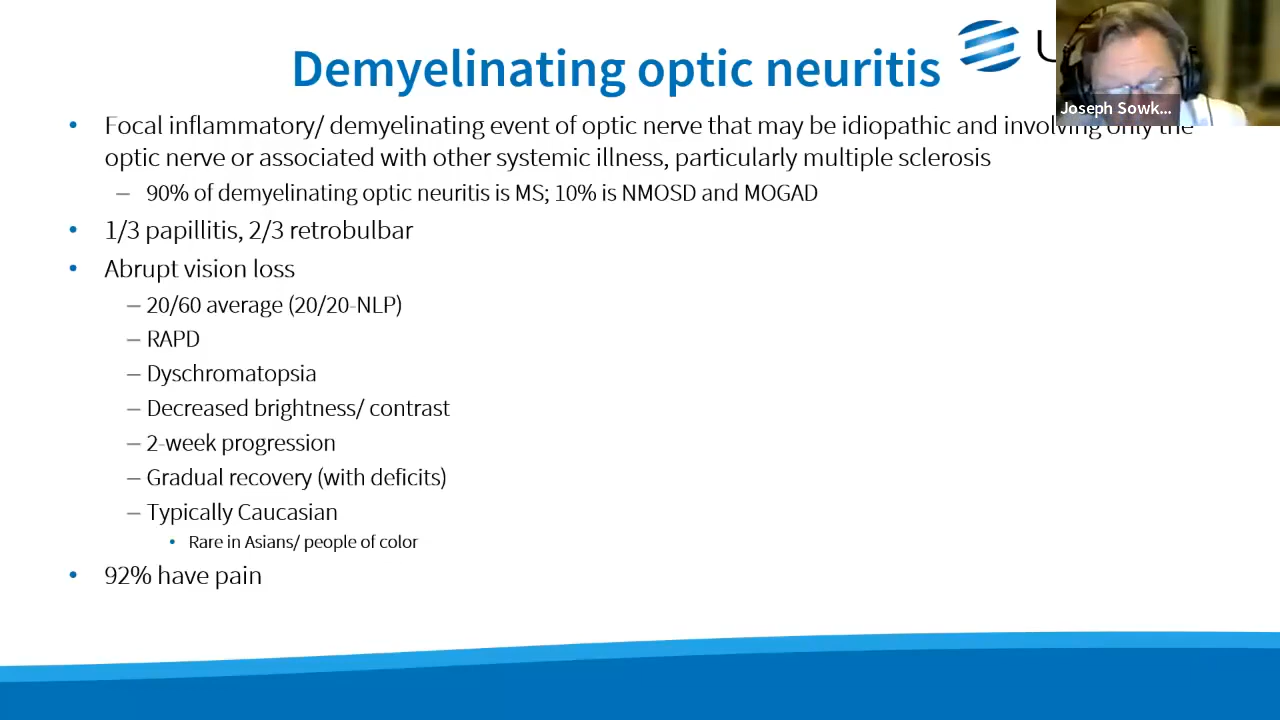 Demyelinating optic neuritis
U
Joseph Sowk...
• Focal inflammatory/ demyelinating event of optic nerve that may be idiopathic and involving only the
optic nerve or associated with other systemic illness, particularly multiple sclerosis
– 90% of demyelinating optic neuritis is MS; 10% is NMOSD and MOGAD
• 1/3 papillitis, 2/3 retrobulbar
• Abrupt vision loss
– 20/60 average (20/20-NLP)
– RAPD
– Dyschromatopsia
– Decreased brightness/ contrast
– 2-week progression
– Gradual recovery (with deficits)
– Typically Caucasian
• Rare in Asians/ people of color
• 92% have pain